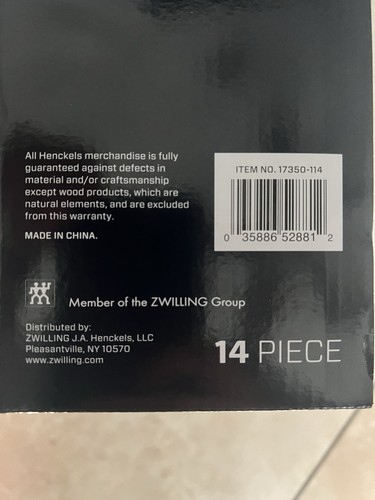 All Henckels merchandise is fully
guaranteed against defects in
material and/or craftsmanship
except wood products, which are
natural elements, and are excluded
from this warranty.
MADE IN CHINA.
ITEM NO. 17350-114
0 35886 52881 2
Member of the ZWILLING Group
Distributed by:
ZWILLING J.A. Henckels, LLC
Pleasantville, NY 10570
www.zwilling.com
14 PIECE